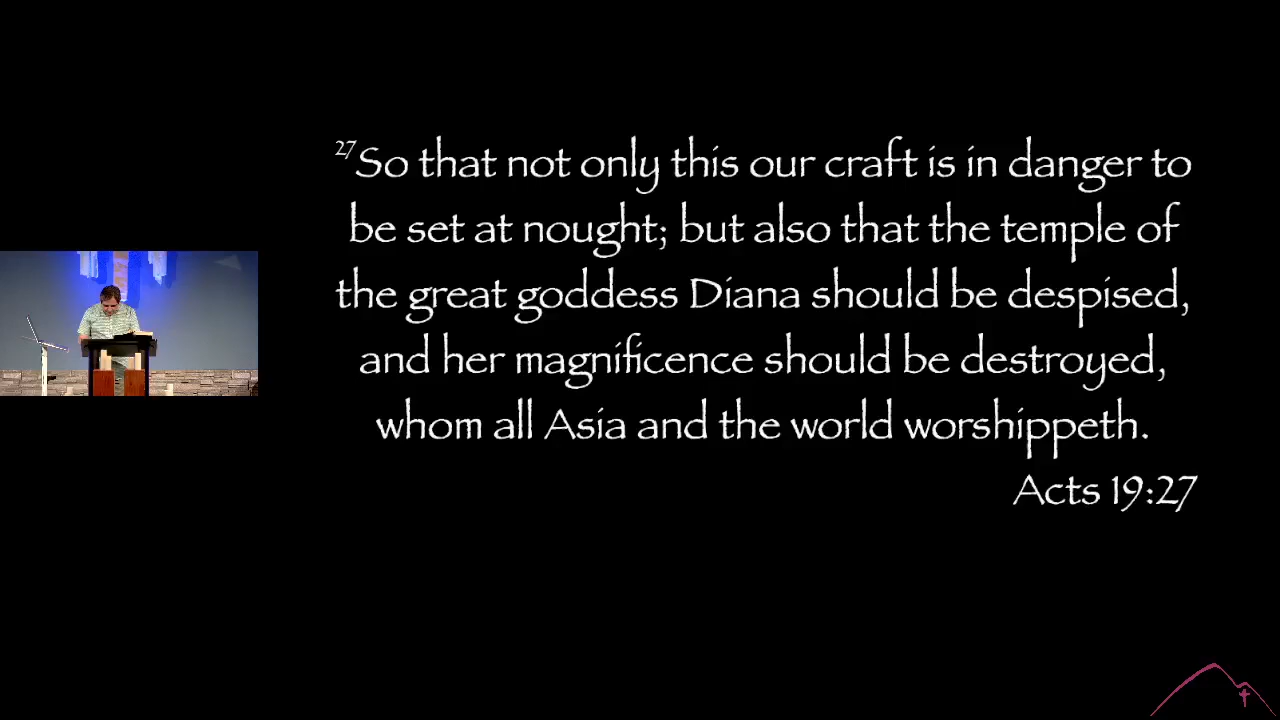 27So that not only this our craft is in danger to
be set at nought; but also that the temple of
the great goddess Diana should be despised,
and her magnificence should be destroyed,
whom all Asia and the world worshippeth.
Acts 19:27